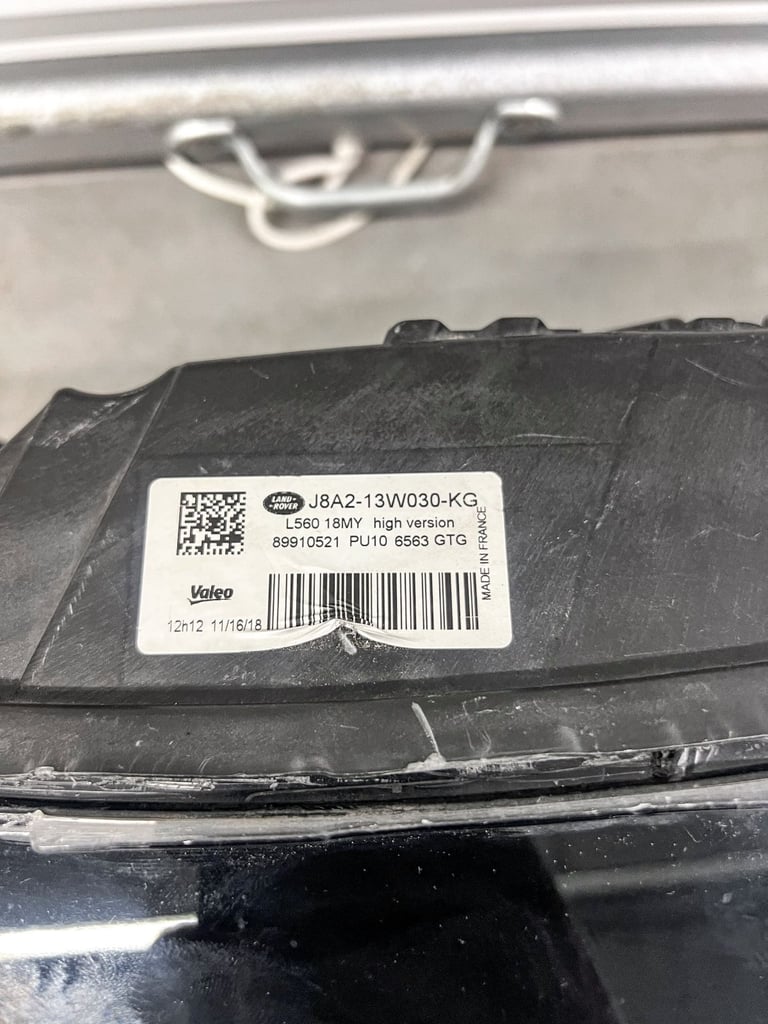 LAND-
-ROVER
J8A2-13W030-KG
L560 18MY high version
89910521 PU10 6563 GTG
MADE IN FRANCE
Valeo
12h12 11/16/18